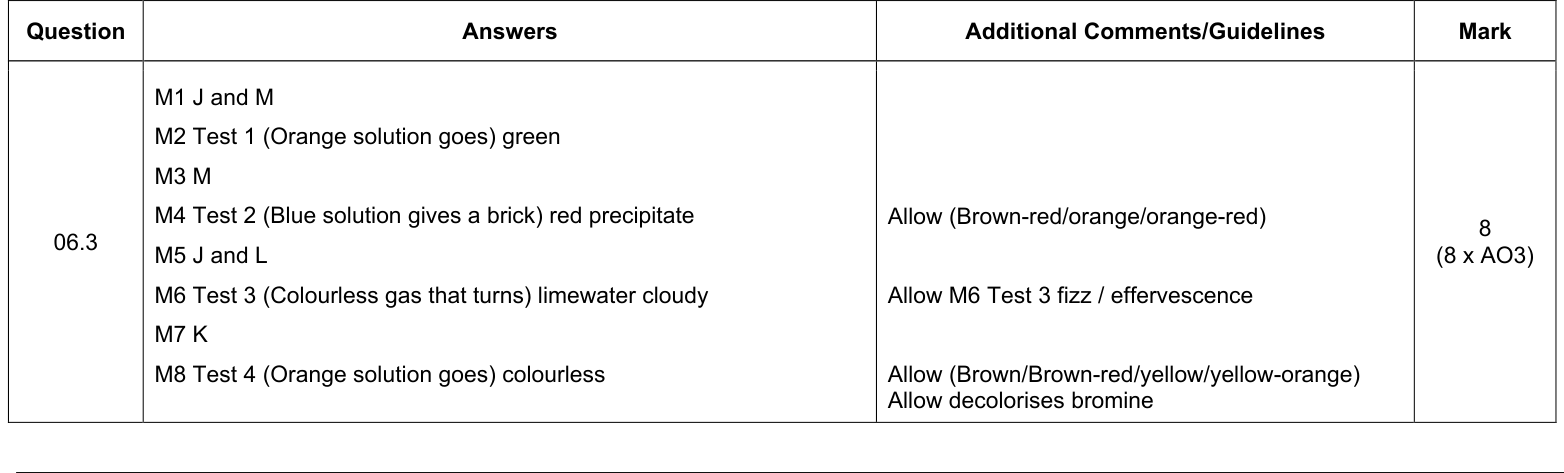 Question Answers Additional Comments/Guidelines Mark
M1 J and M
M2 Test 1 (Orange solution goes) green
M3 M
M4 Test 2 (Blue solution gives a brick) red precipitate Allow (Brown-red/orange/orange-red)
06.3 8
M5 J and L (8 x AO3)
M6 Test 3 (Colourless gas that turns) limewater cloudy Allow M6 Test 3 fizz / effervescence
M7 K
M8 Test 4 (Orange solution goes) colourless Allow (Brown/Brown-red/yellow/yellow-orange)
Allow decolorises bromine